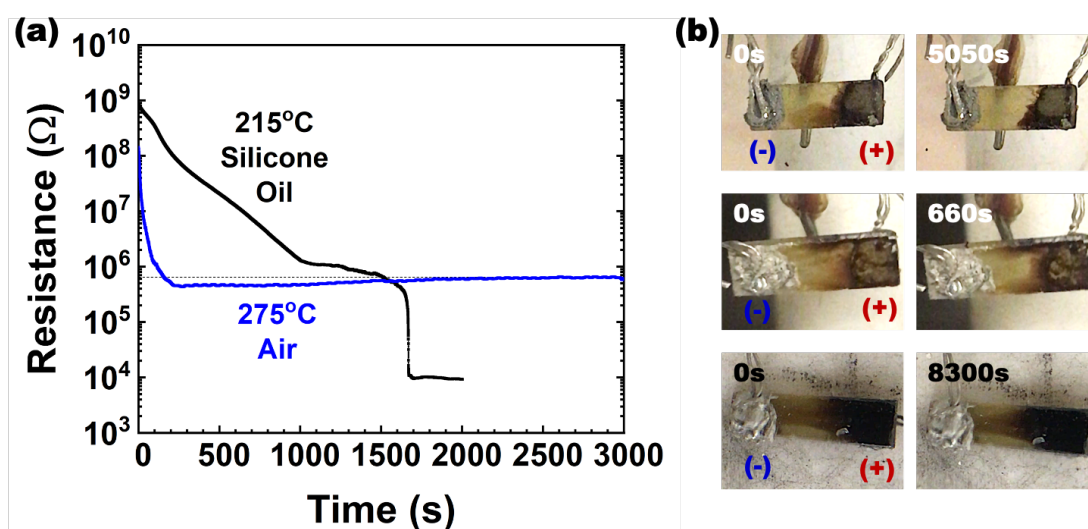 (a)
Resistance (Ω)
10¹⁰
10⁹
10⁸
10⁷
10⁶
10⁵
10⁴
10³
215°C
Silicone
Oil
275°C
Air
0 500 1000 1500 2000 2500 3000
Time (s)
(b)
0s 5050s
(-) (+)
0s 660s
(-) (+)
0s 8300s
(-) (+)